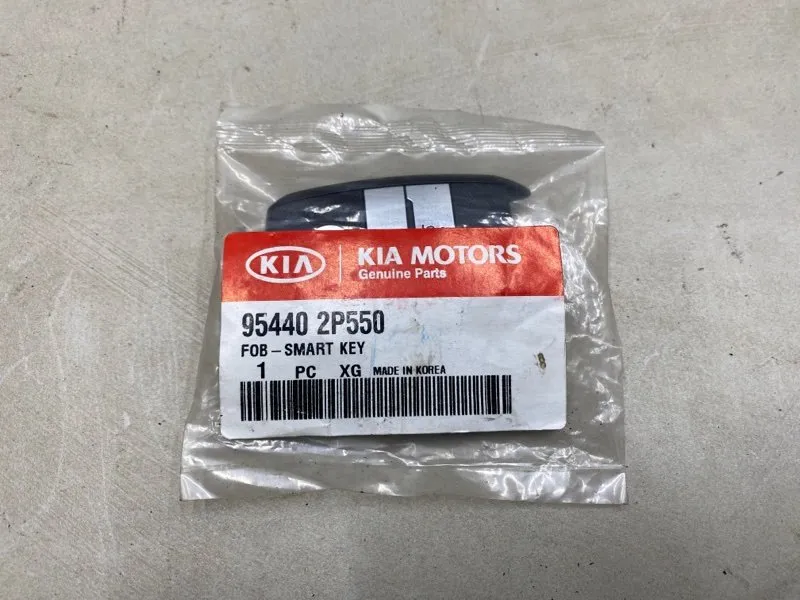 KIA
KIA MOTORS
Genuine Parts
95440 2P550
FOB-SMART KEY
1 PC XG MADE IN KOREA